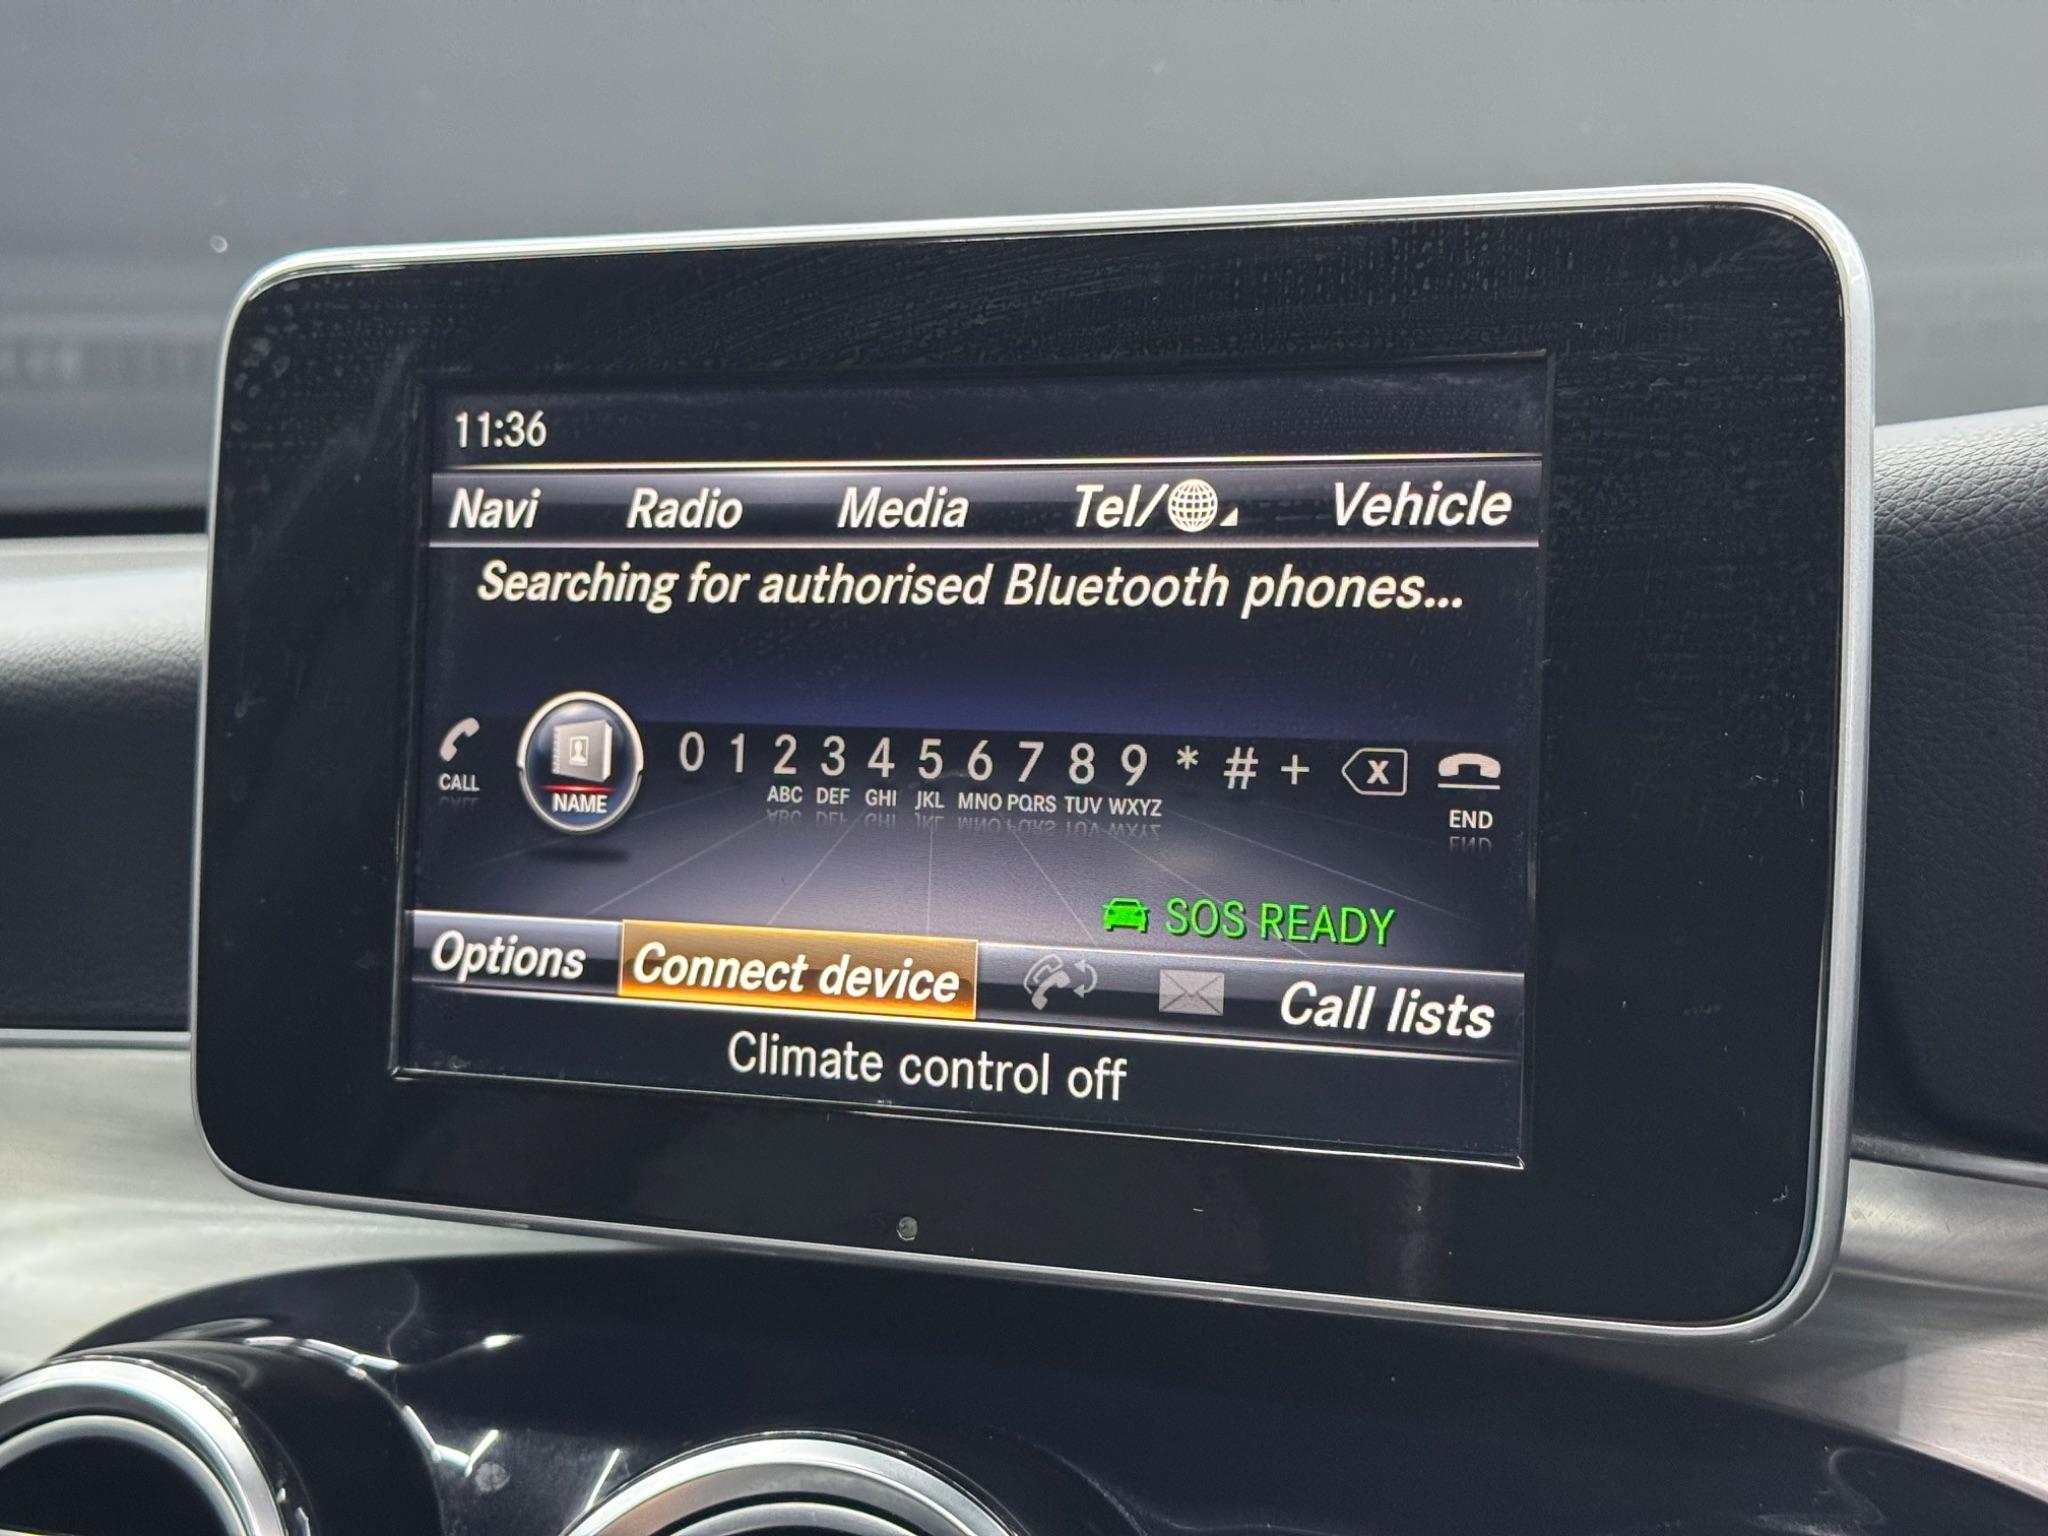 11:36
Navi Radio Media Tel/ Vehicle
Searching for authorised Bluetooth phones...
0 1 2 3 4 5 6 7 8 9 * # + X
CALL NAME ABC DEF GHI JKL MNO PQRS TUV WXYZ END
SOS READY
Options Connect device Call lists
Climate control off